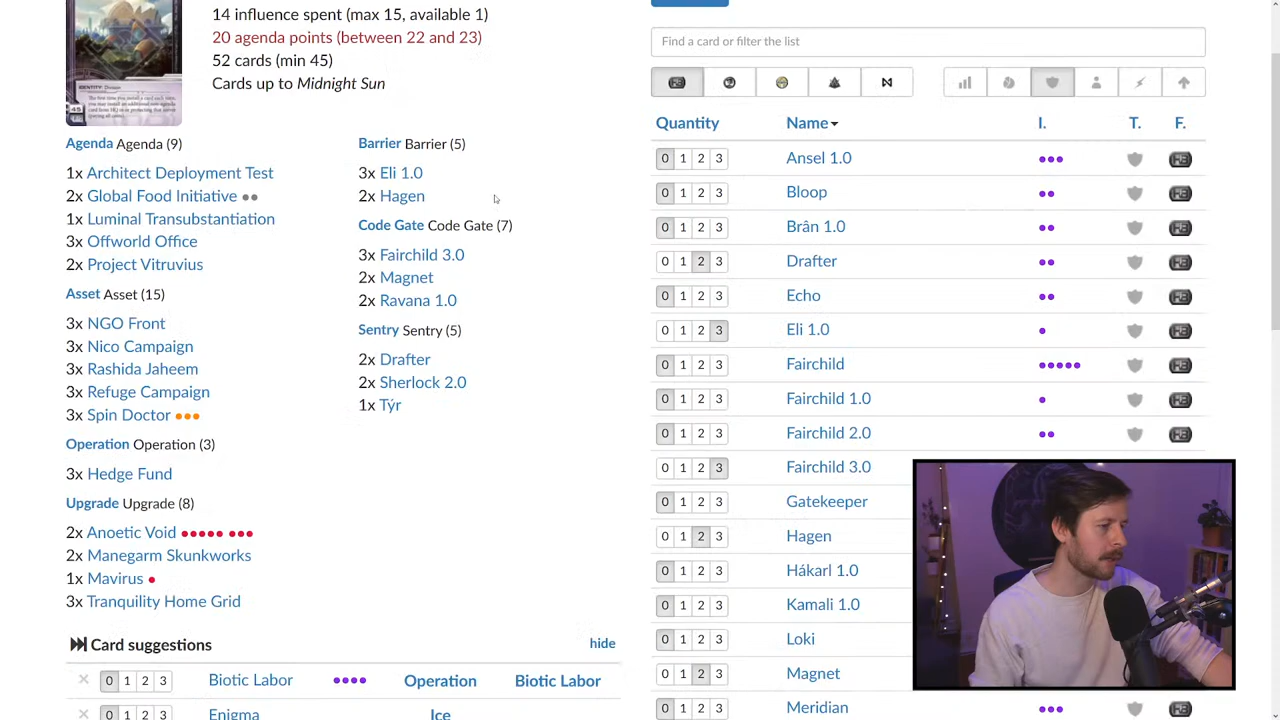 14 influence spent (max 15, available 1)
20 agenda points (between 22 and 23)
52 cards (min 45)
Cards up to Midnight Sun
IDENTITY: Division
45
Agenda Agenda (9)
1x Architect Deployment Test
2x Global Food Initiative
1x Luminal Transubstantiation
3x Offworld Office
2x Project Vitruvius
Asset Asset (15)
3x NGO Front
3x Nico Campaign
3x Rashida Jaheem
3x Refuge Campaign
3x Spin Doctor
Operation Operation (3)
3x Hedge Fund
Upgrade Upgrade (8)
2x Anoetic Void
2x Manegarm Skunkworks
1x Mavirus
3x Tranquility Home Grid
Barrier Barrier (5)
3x Eli 1.0
2x Hagen
Code Gate Code Gate (7)
3x Fairchild 3.0
2x Magnet
2x Ravana 1.0
Sentry Sentry (5)
2x Drafter
2x Sherlock 2.0
1x Týr
Card suggestions hide
0 1 2 3 Biotic Labor Operation Biotic Labor
0 1 2 3 Enigma Ice
Find a card or filter the list
Quantity Name I. T. F.
0 1 2 3 Ansel 1.0
0 1 2 3 Bloop
0 1 2 3 Brân 1.0
0 1 2 3 Drafter
0 1 2 3 Echo
0 1 2 3 Eli 1.0
0 1 2 3 Fairchild
0 1 2 3 Fairchild 1.0
0 1 2 3 Fairchild 2.0
0 1 2 3 Fairchild 3.0
0 1 2 3 Gatekeeper
0 1 2 3 Hagen
0 1 2 3 Hákarl 1.0
0 1 2 3 Kamali 1.0
0 1 2 3 Loki
0 1 2 3 Magnet
0 1 2 3 Meridian